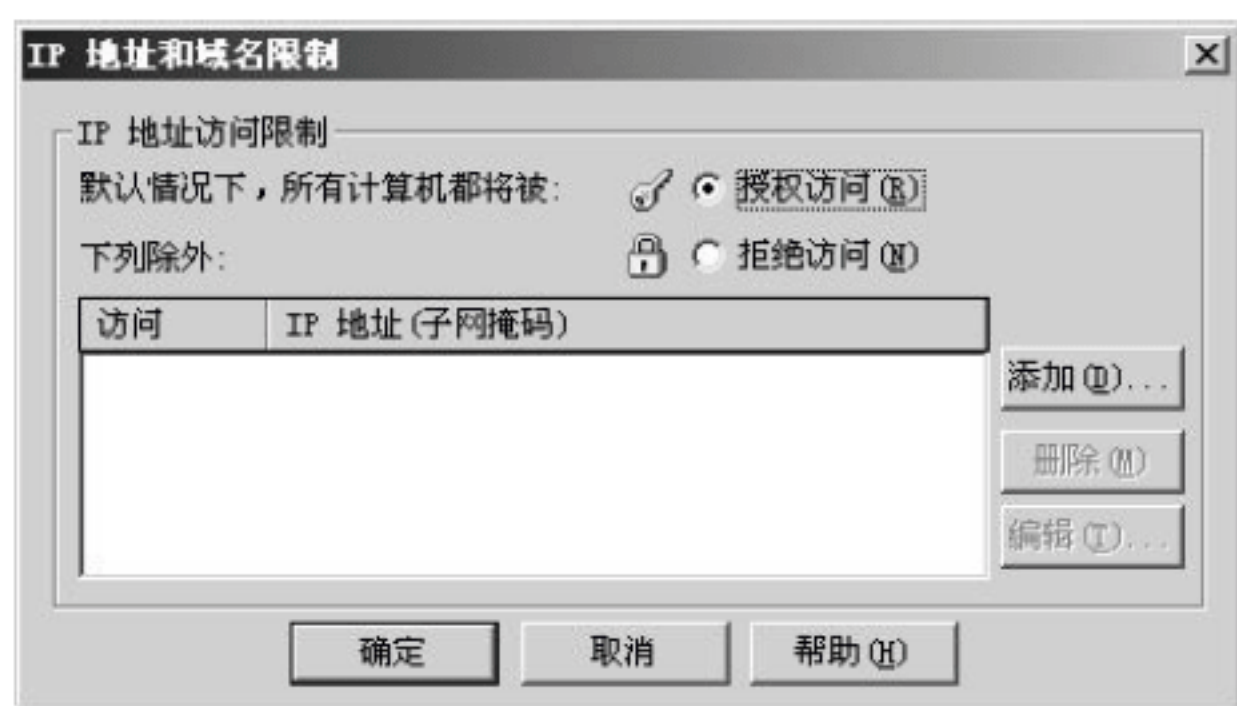 IP 地址和域名限制
IP 地址访问限制
默认情况下，所有计算机都将被:
授权访问(R)
下列除外:
拒绝访问(N)
访问
IP 地址(子网掩码)
添加(D)...
删除(M)
编辑(T)...
确定
取消
帮助(H)